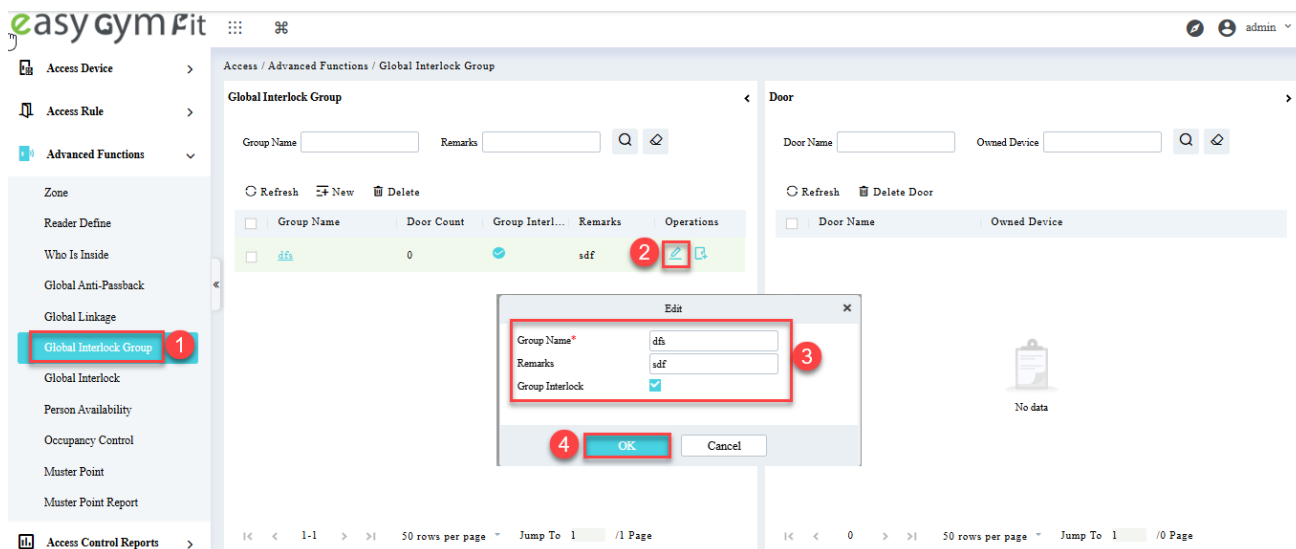 easy Gym Fit
admin
Access Device
Access Rule
Advanced Functions
Zone
Reader Define
Who Is Inside
Global Anti-Passback
Global Linkage
Global Interlock Group
1
Global Interlock
Person Availability
Occupancy Control
Muster Point
Muster Point Report
Access Control Reports
Access / Advanced Functions / Global Interlock Group
Global Interlock Group
Group Name Remarks
Refresh New Delete
Group Name Door Count Group Interl... Remarks Operations
dfs 0 sdf 2
Edit
Group Name* dfs
Remarks sdf
Group Interlock
3
4 OK Cancel
1-1 50 rows per page Jump To 1 /1 Page
Door
Door Name Owned Device
Refresh Delete Door
Door Name Owned Device
No data
0 50 rows per page Jump To 1 /0 Page